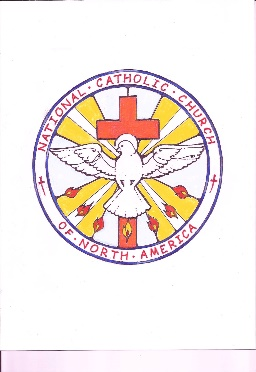 NATIONAL · CATHOLIC · CHURCH
OF · NORTH · AMERICA